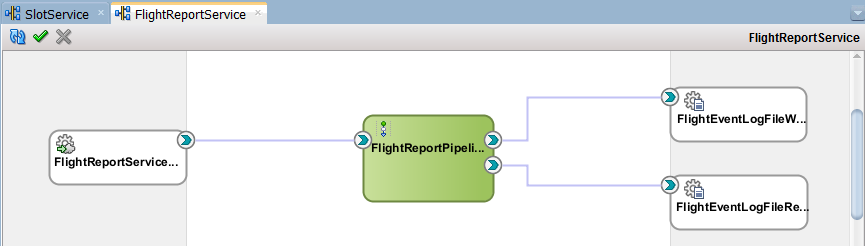 SlotService
FlightReportService
FlightReportService
FlightReportService...
FlightReportPipeli...
FlightEventLogFileW...
FlightEventLogFileRe...